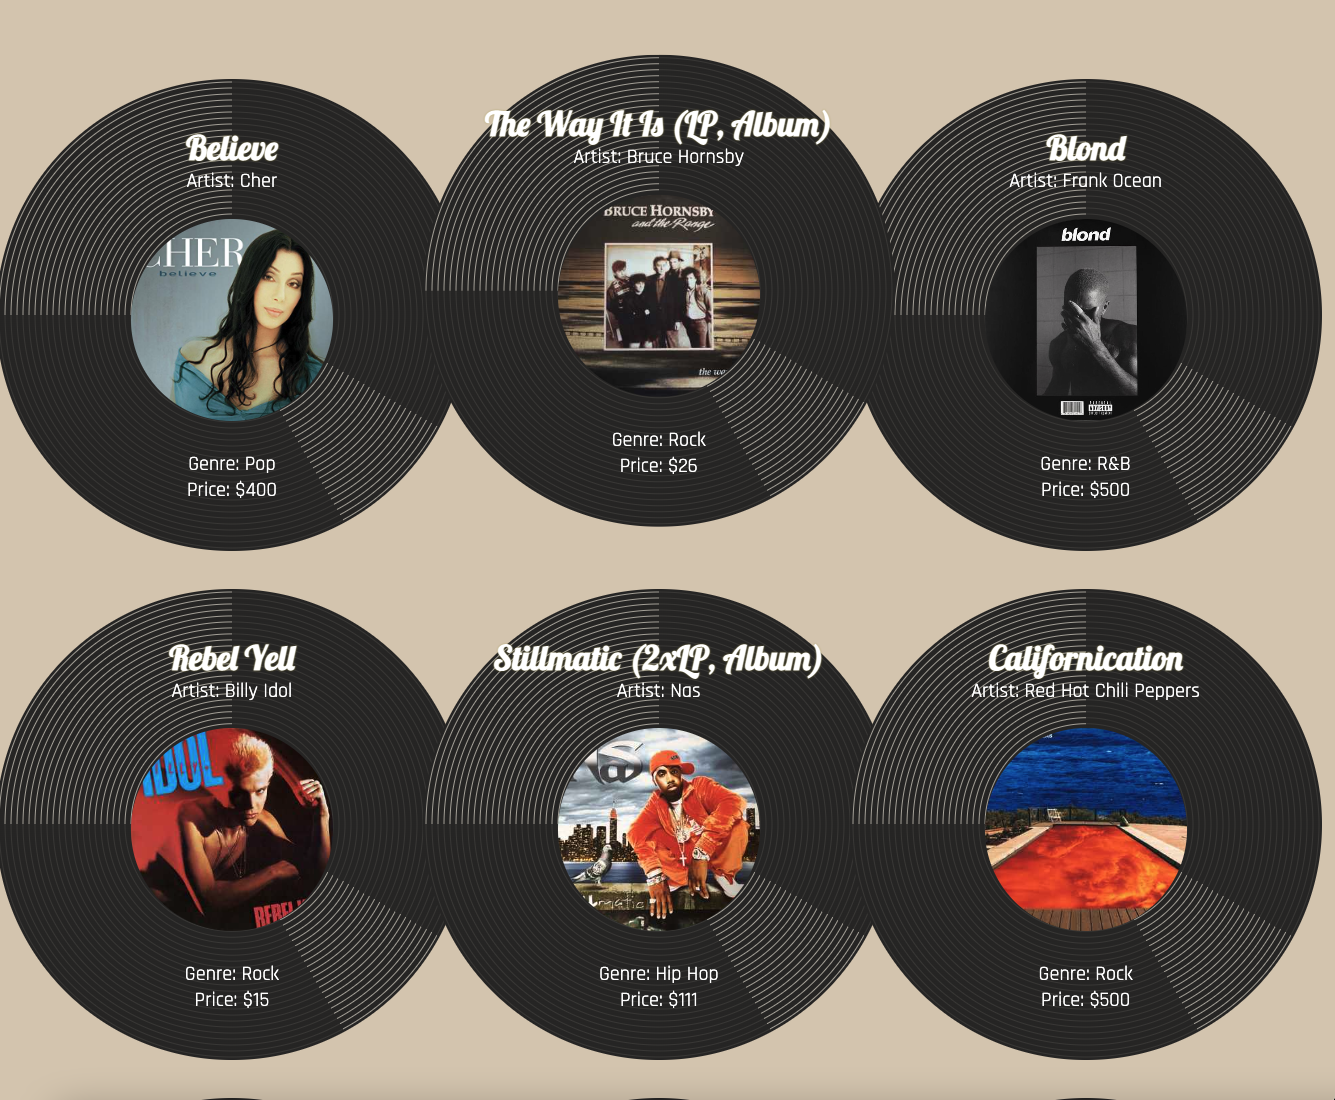 The Way It Is (LP, Album)
Artist: Bruce Hornsby
BRUCE HORNSBY
and the Range
the
Genre: Rock
Price: $26
Believe
Artist: Cher
CHER
believe
Genre: Pop
Price: $400
Blond
Artist: Frank Ocean
blond
Genre: R&B
Price: $500
Rebel Yell
Artist: Billy Idol
IDOL
BILLY
REBEL
Genre: Rock
Price: $15
Stillmatic (2xLP, Album)
Artist: Nas
Genre: Hip Hop
Price: $111
Californication
Artist: Red Hot Chili Peppers
Genre: Rock
Price: $500